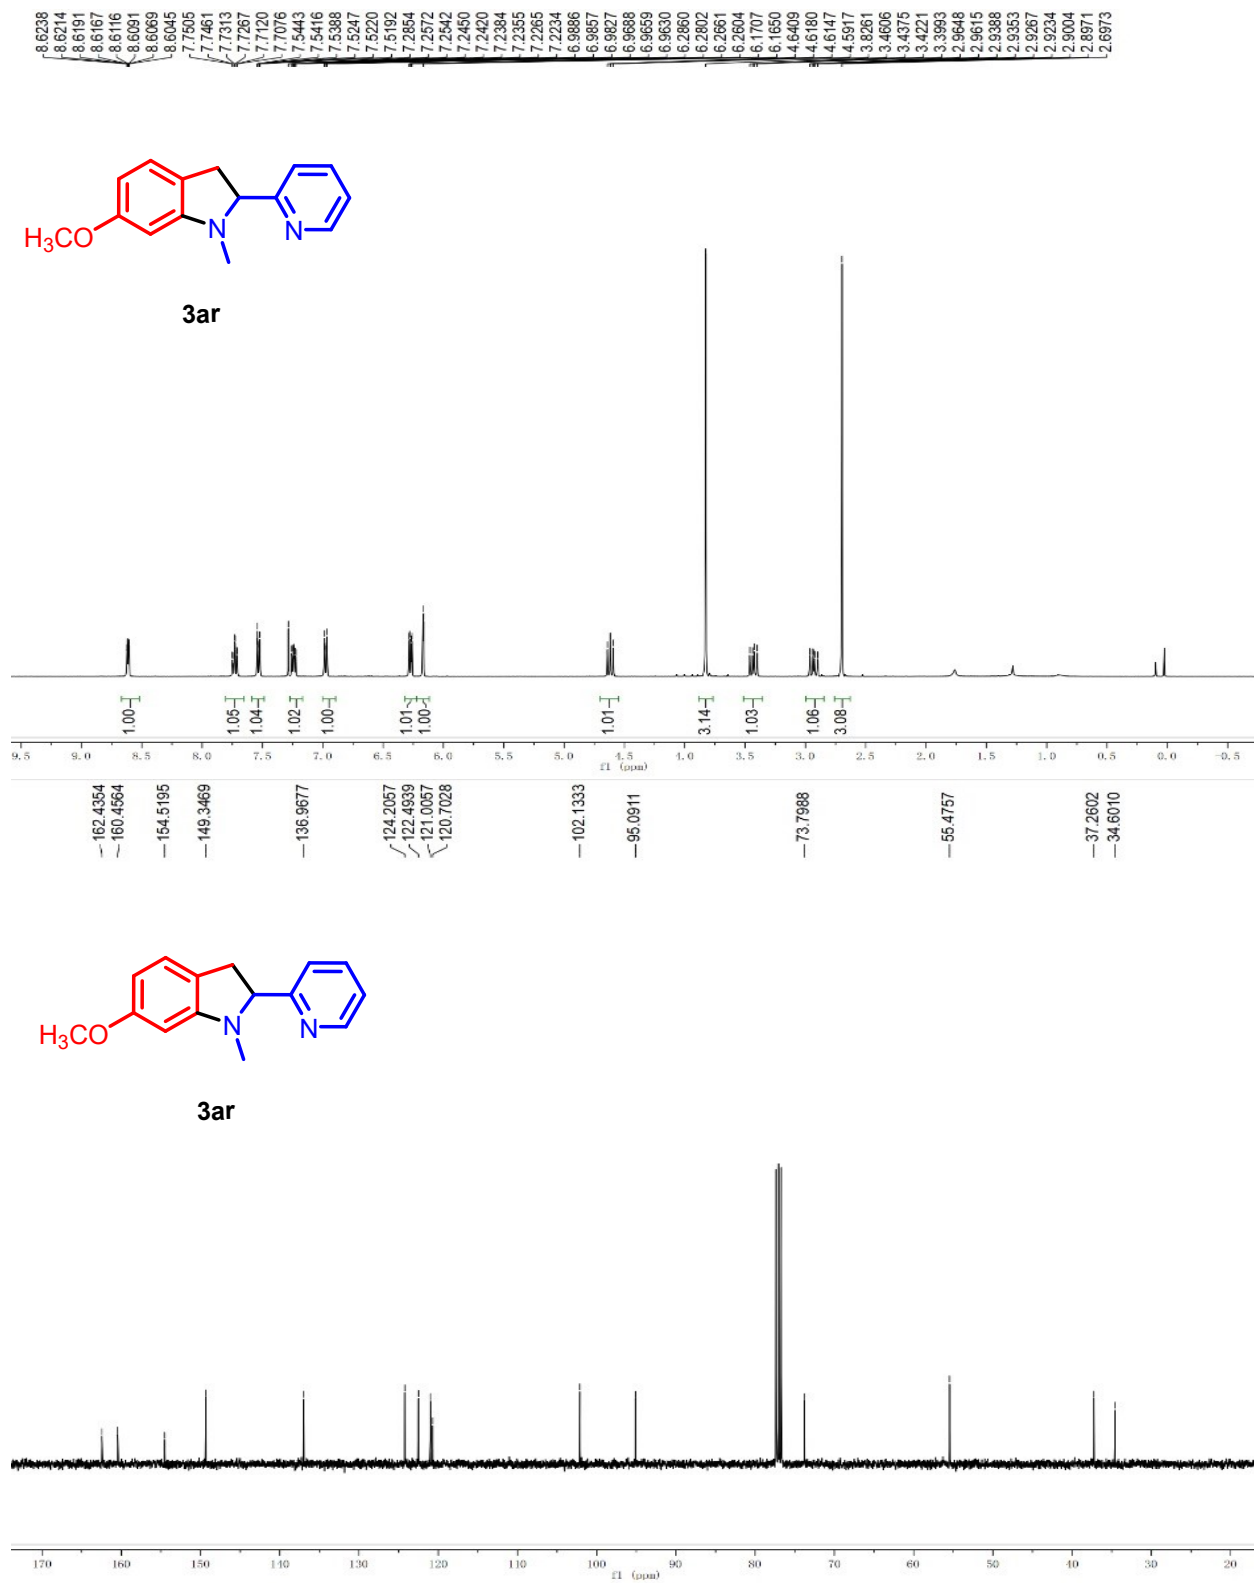 8.6238 8.6214 8.6191 8.6167 8.6116 8.6091 8.6069 8.6045 7.7505 7.7461 7.7313 7.7267 7.7120 7.7076 7.5443 7.5416 7.5388 7.5247 7.5220 7.5192 7.2854 7.2572 7.2542 7.2450 7.2420 7.2384 7.2355 7.2265 7.2234 6.9886 6.9857 6.9827 6.9688 6.9659 6.9630 6.2860 6.2802 6.2661 6.2604 6.1707 6.1650 4.6409 4.6180 4.6147 4.5917 3.8261 3.4606 3.4375 3.4221 3.3993 2.9648 2.9615 2.9388 2.9353 2.9267 2.9234 2.9004 2.8971 2.6973
H₃CO N N
3ar
1.00 1.05 1.04 1.02 1.00 1.01 1.00 1.01 3.14 1.03 1.06 3.08
9.5 9.0 8.5 8.0 7.5 7.0 6.5 6.0 5.5 5.0 4.5 4.0 3.5 3.0 2.5 2.0 1.5 1.0 0.5 0.0 -0.5
f1 (ppm)
162.4354 160.4564 154.5195 149.3469 136.9677 124.2057 122.4939 121.0057 120.7028 102.1333 95.0911 73.7988 55.4757 37.2602 34.6010
H₃CO N N
3ar
170 160 150 140 130 120 110 100 90 80 70 60 50 40 30 20
f1 (ppm)